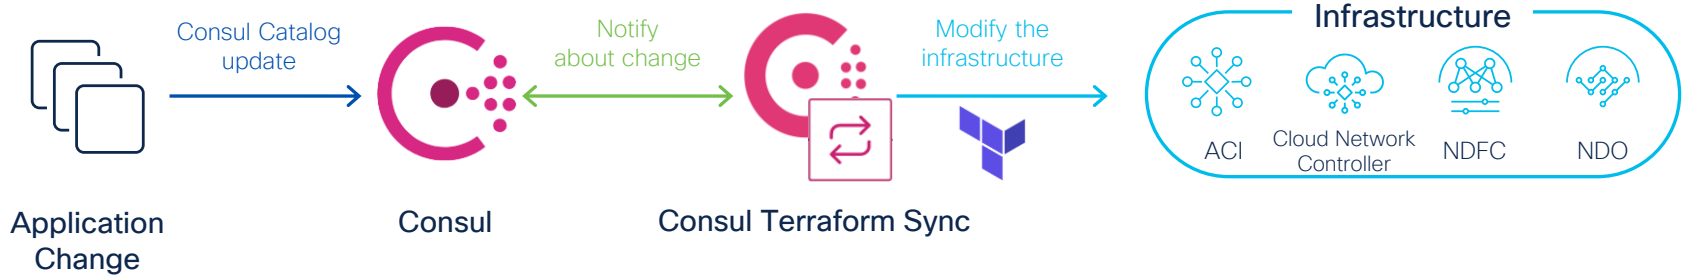 Consul Catalog
update
Notify
about change
Modify the
infrastructure
Infrastructure
ACI
Cloud Network
Controller
NDFC
NDO
Application
Change
Consul
Consul Terraform Sync